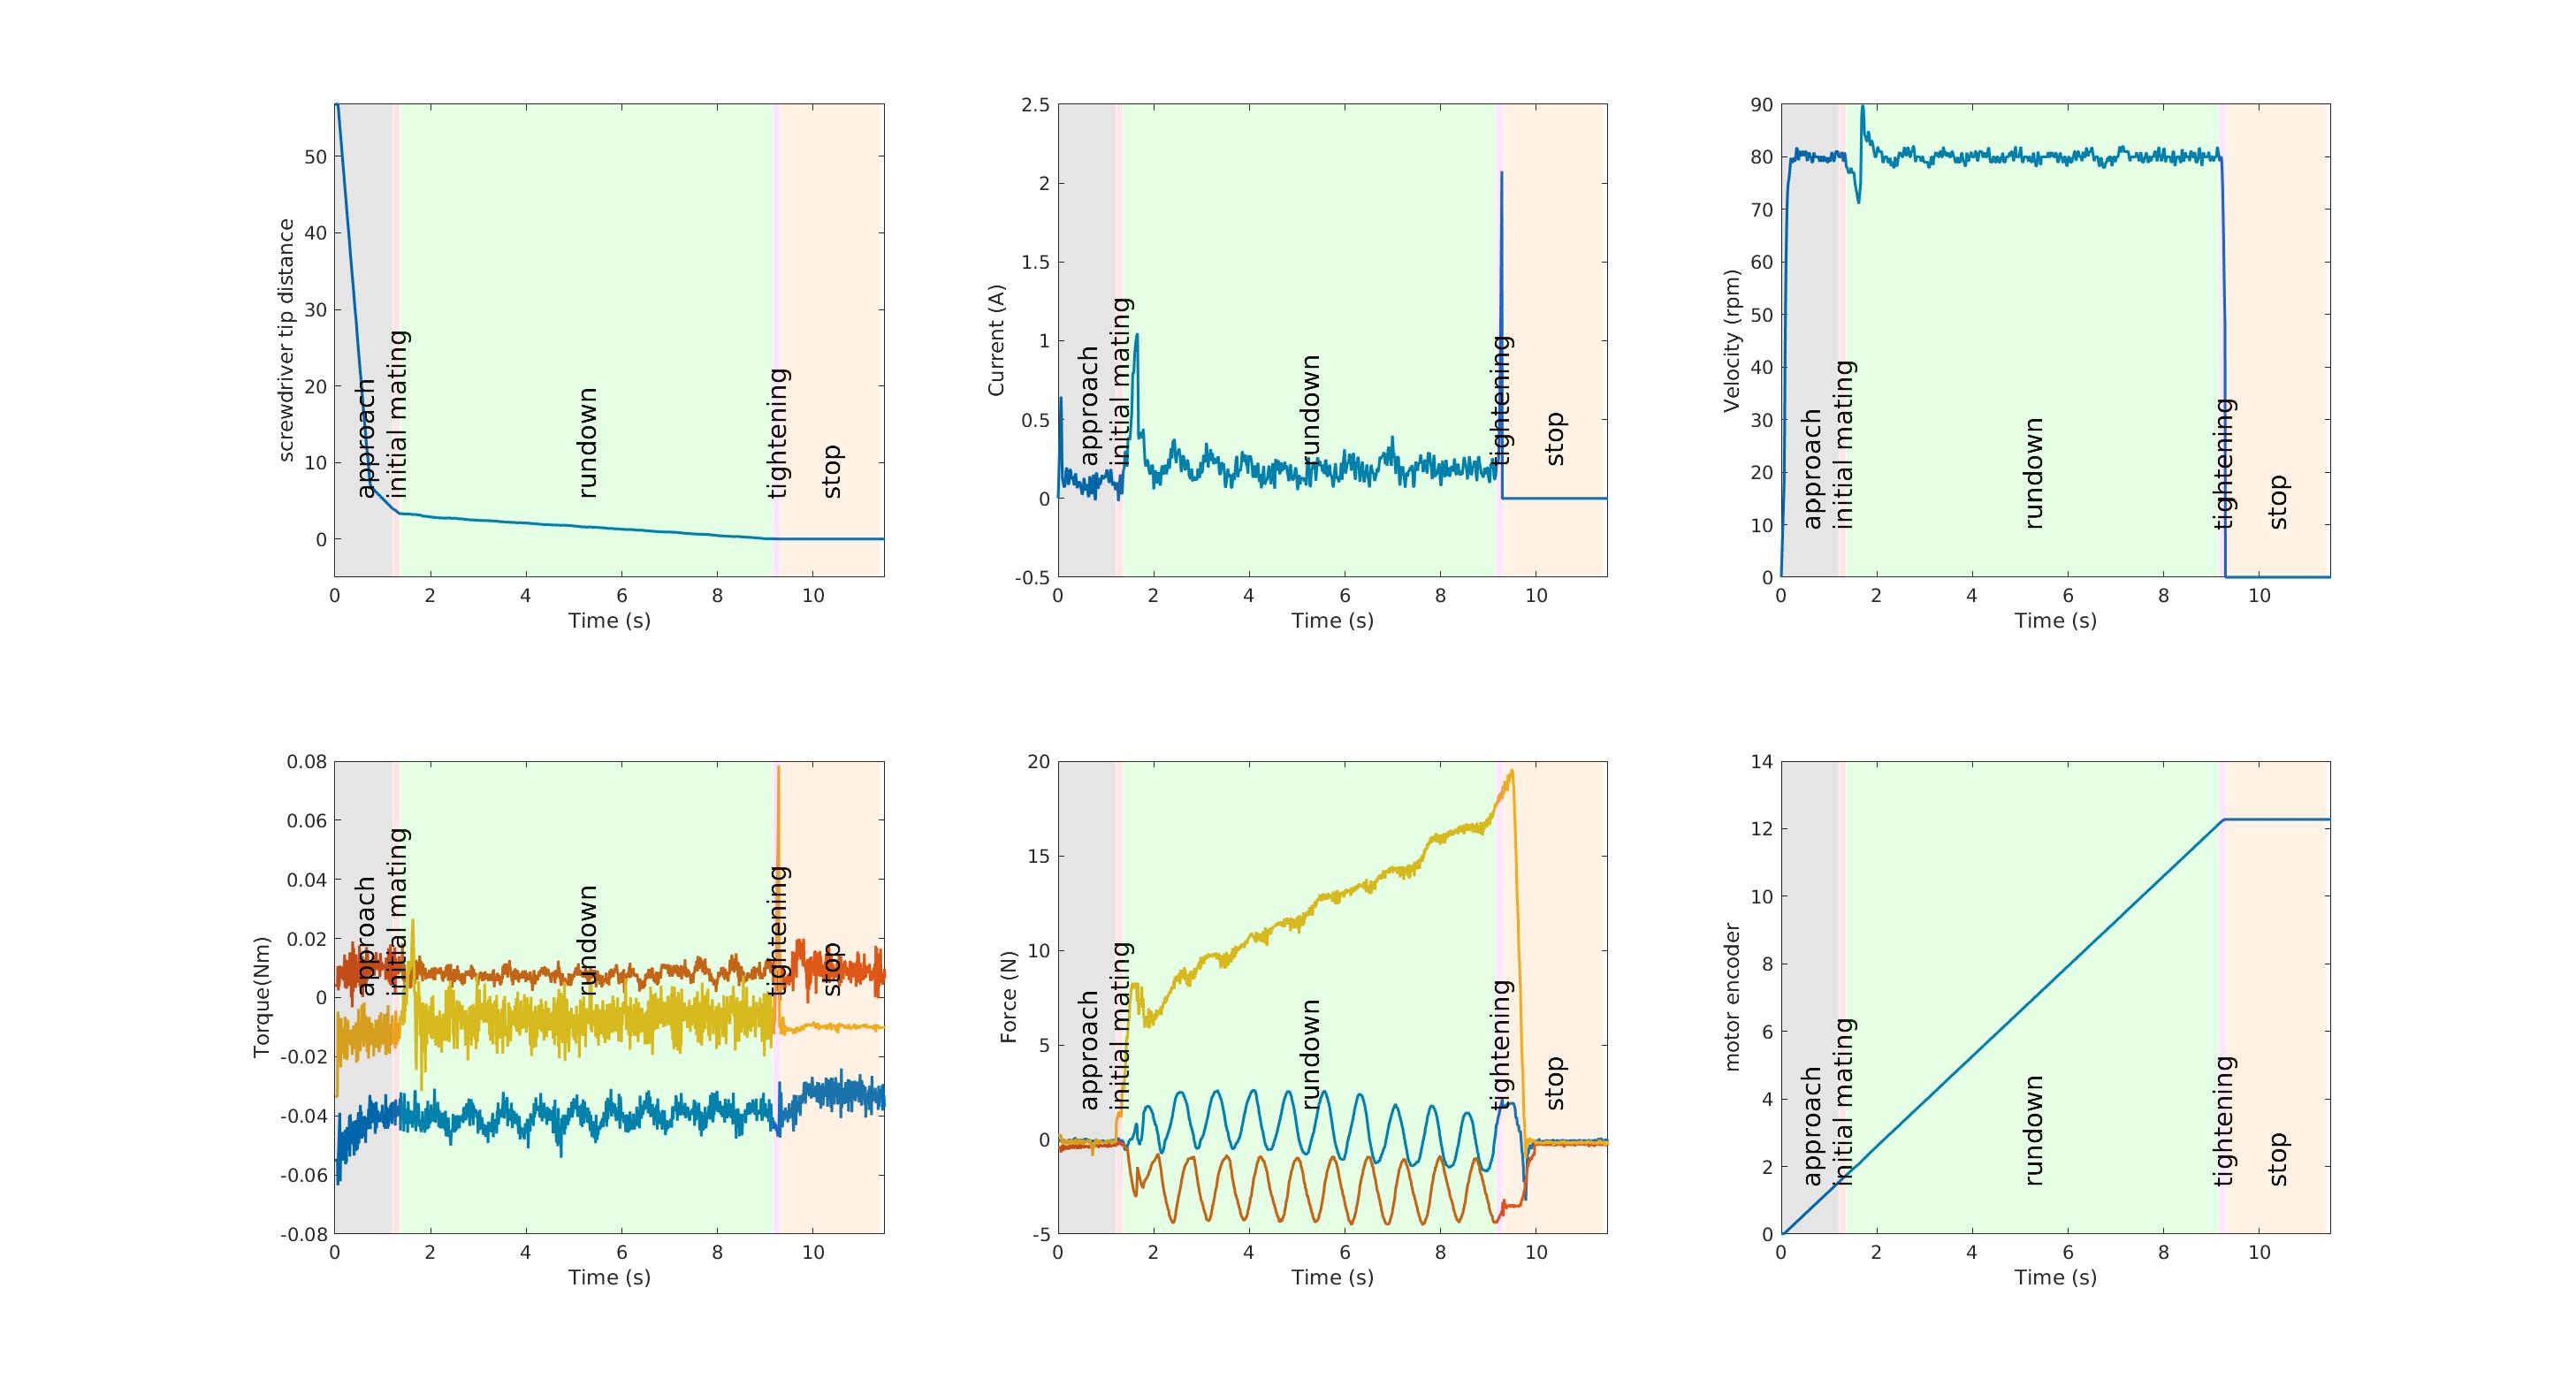 screwdriver tip distance
50
40
30
20
10
0
approach
initial mating
rundown
tightening
stop
0 2 4 6 8 10
Time (s)
Current (A)
2.5
2
1.5
1
0.5
0
-0.5
approach
initial mating
rundown
tightening
stop
0 2 4 6 8 10
Time (s)
Velocity (rpm)
90
80
70
60
50
40
30
20
10
0
approach
initial mating
rundown
tightening
stop
0 2 4 6 8 10
Time (s)
Torque(Nm)
0.08
0.06
0.04
0.02
0
-0.02
-0.04
-0.06
-0.08
approach
initial mating
rundown
tightening
stop
0 2 4 6 8 10
Time (s)
Force (N)
20
15
10
5
0
-5
approach
initial mating
rundown
tightening
stop
0 2 4 6 8 10
Time (s)
motor encoder
14
12
10
8
6
4
2
0
approach
initial mating
rundown
tightening
stop
0 2 4 6 8 10
Time (s)